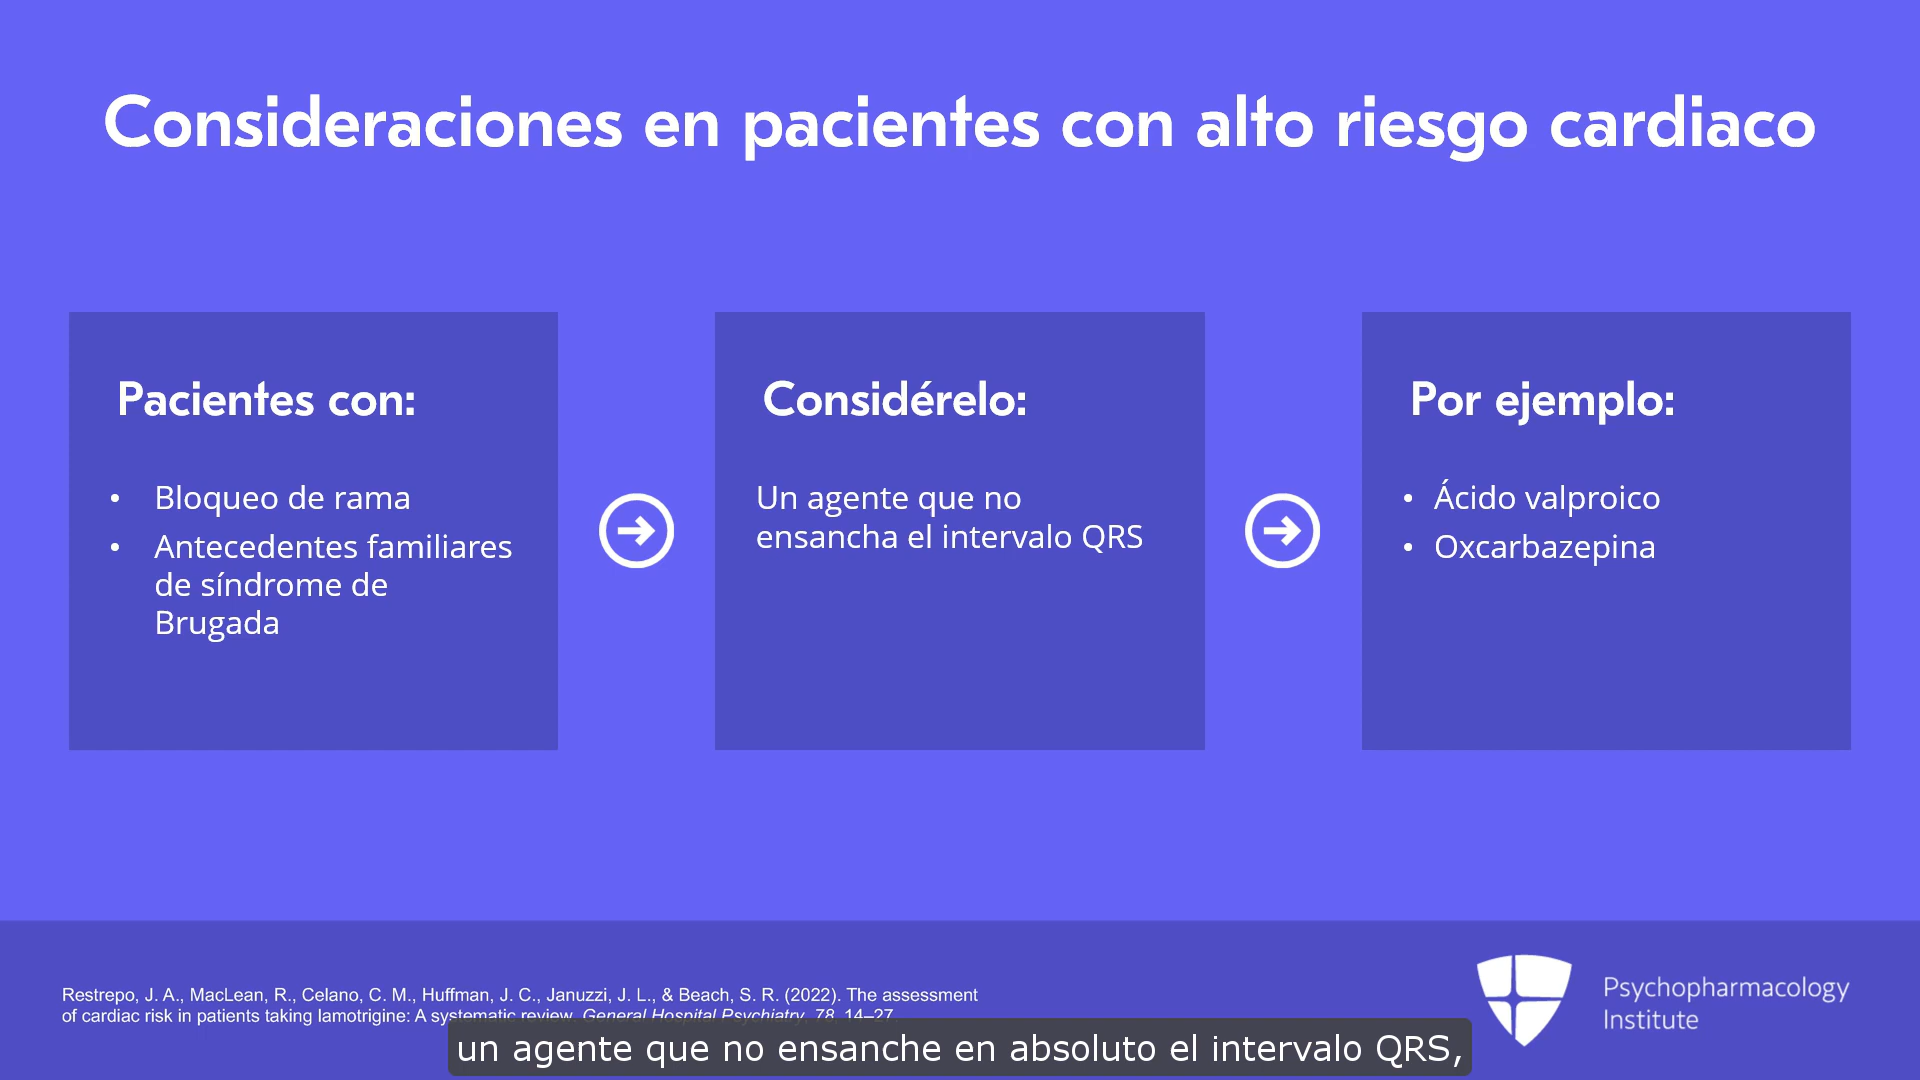 Consideraciones en pacientes con alto riesgo cardiaco
Pacientes con:
• Bloqueo de rama
• Antecedentes familiares
de síndrome de
Brugada
Considérelo:
Un agente que no
ensancha el intervalo QRS
Por ejemplo:
• Ácido valproico
• Oxcarbazepina
Restrepo, J. A., MacLean, R., Celano, C. M., Huffman, J. C., Januzzi, J. L., & Beach, S. R. (2022). The assessment
of cardiac risk in patients taking lamotrigine: A systematic review. General Hospital Psychiatry, 78, 14–27.
Psychopharmacology
Institute
un agente que no ensanche en absoluto el intervalo QRS,